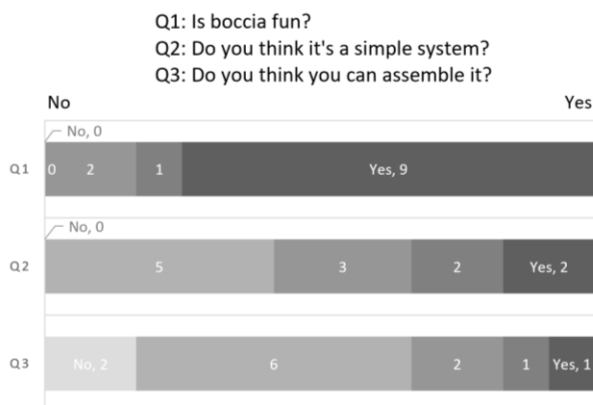 Q1: Is boccia fun?
Q2: Do you think it's a simple system?
Q3: Do you think you can assemble it?
No Yes
No, 0
Q1 0 2 1 Yes, 9
No, 0
Q2 5 3 2 Yes, 2
Q3 No, 2 6 2 1 Yes, 1